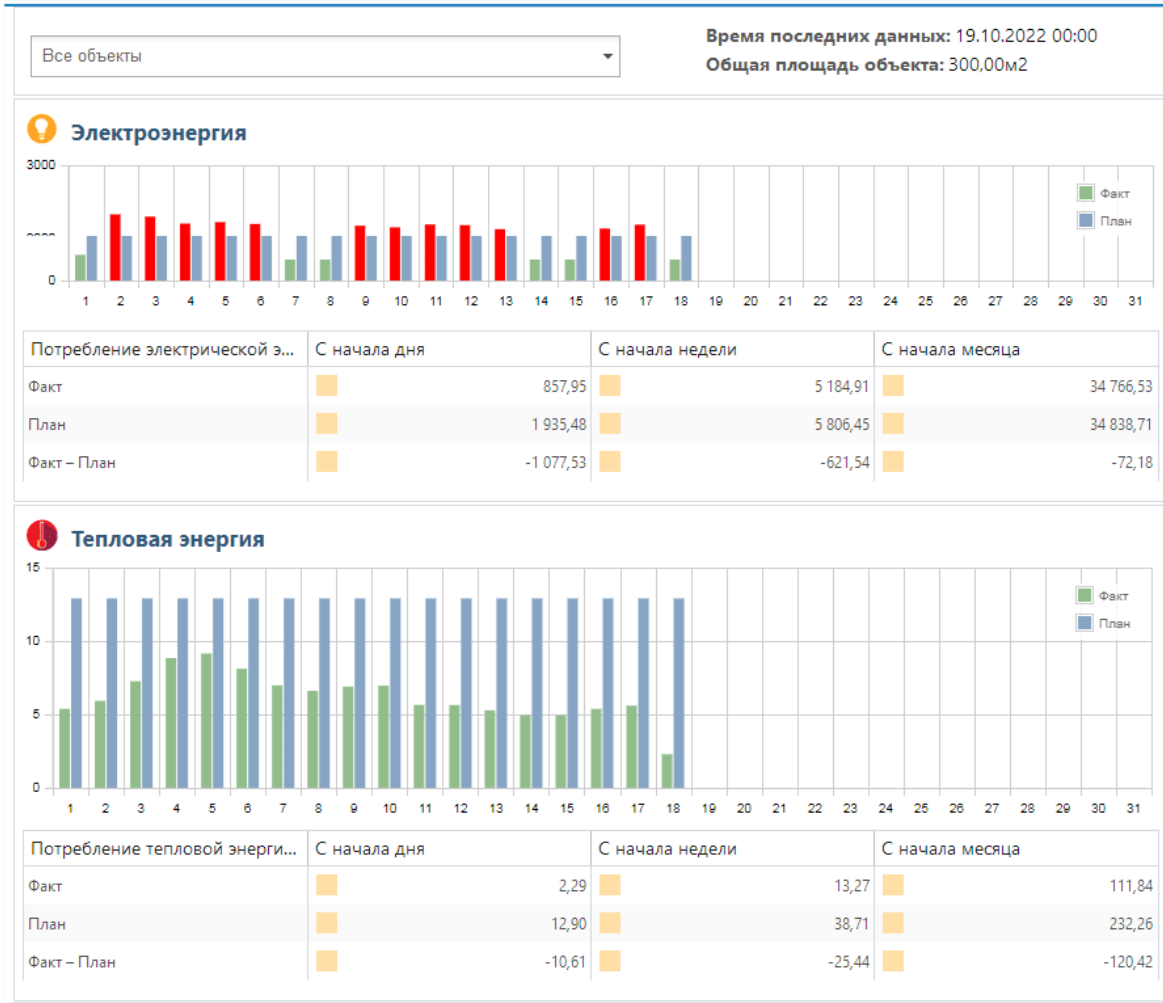 Все объекты
Время последних данных: 19.10.2022 00:00
Общая площадь объекта: 300,00м2
Электроэнергия
3000
0
Факт
План
1 2 3 4 5 6 7 8 9 10 11 12 13 14 15 16 17 18 19 20 21 22 23 24 25 26 27 28 29 30 31
Потребление электрической э... С начала дня С начала недели С начала месяца
Факт 857,95 5 184,91 34 766,53
План 1 935,48 5 806,45 34 838,71
Факт – План -1 077,53 -621,54 -72,18
Тепловая энергия
15
10
5
0
Факт
План
1 2 3 4 5 6 7 8 9 10 11 12 13 14 15 16 17 18 19 20 21 22 23 24 25 26 27 28 29 30 31
Потребление тепловой энерги... С начала дня С начала недели С начала месяца
Факт 2,29 13,27 111,84
План 12,90 38,71 232,26
Факт – План -10,61 -25,44 -120,42